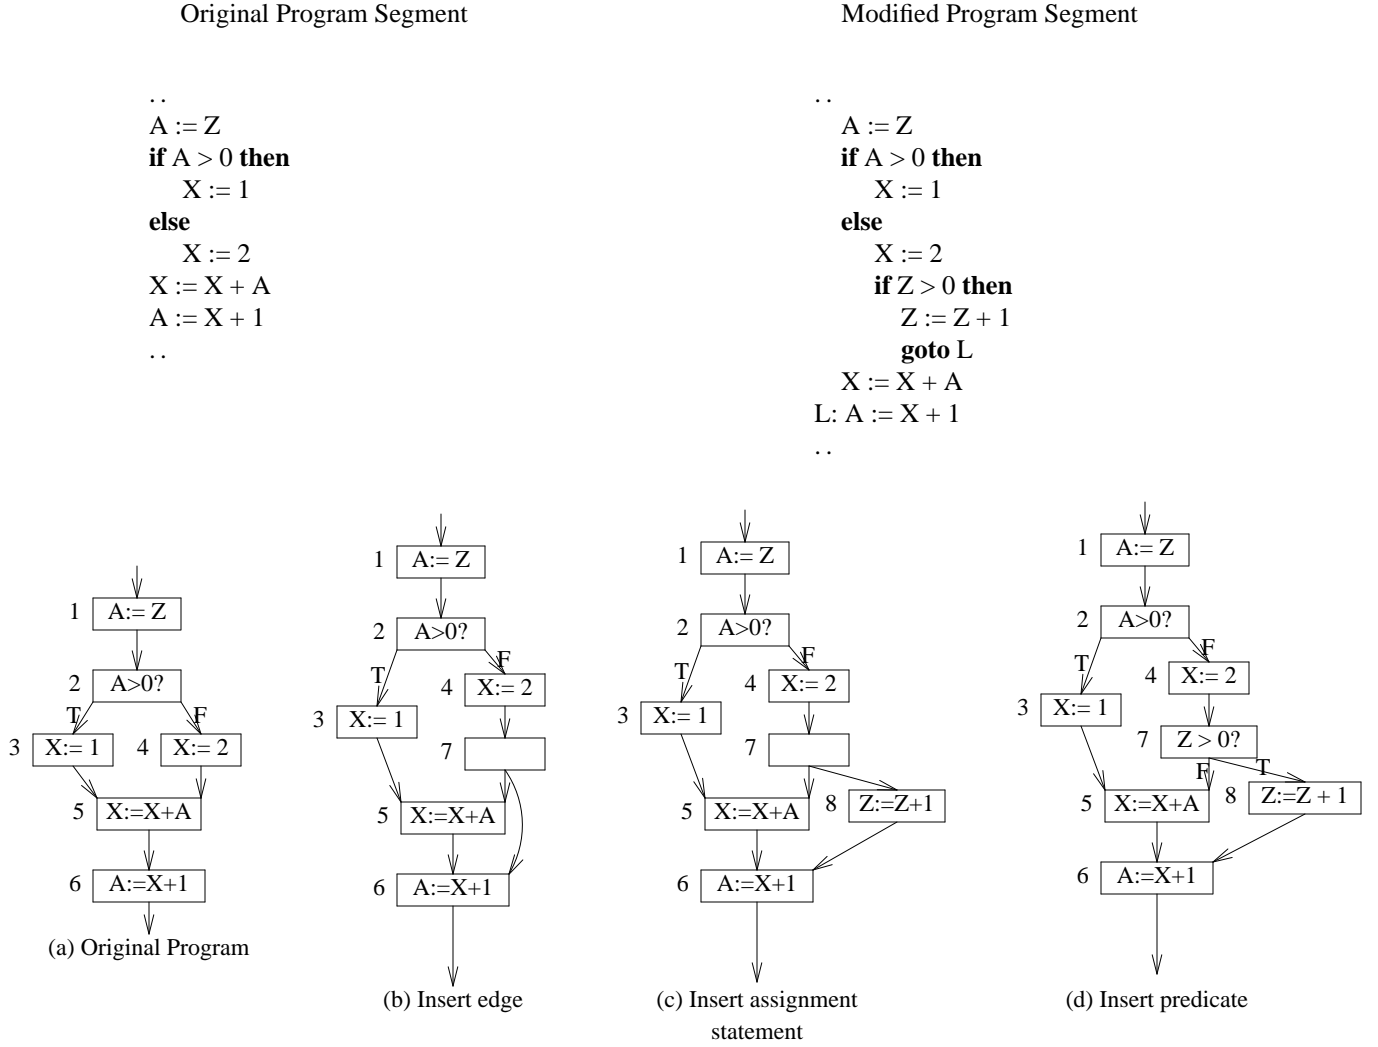 Original Program Segment
. .
A := Z
if A > 0 then
X := 1
else
X := 2
X := X + A
A := X + 1
. .
Modified Program Segment
. .
A := Z
if A > 0 then
X := 1
else
X := 2
if Z > 0 then
Z := Z + 1
goto L
X := X + A
L: A := X + 1
. .
1 A:= Z
2 A>0?
T F
3 X:= 1 4 X:= 2
5 X:=X+A
6 A:=X+1
(a) Original Program
1 A:= Z
2 A>0?
T F
4 X:= 2
3 X:= 1
7
5 X:=X+A
6 A:=X+1
(b) Insert edge
1 A:= Z
2 A>0?
T F
4 X:= 2
3 X:= 1
7
5 X:=X+A 8 Z:=Z+1
6 A:=X+1
(c) Insert assignment
statement
1 A:= Z
2 A>0?
T F
4 X:= 2
3 X:= 1
7 Z > 0?
F T
5 X:=X+A 8 Z:=Z + 1
6 A:=X+1
(d) Insert predicate